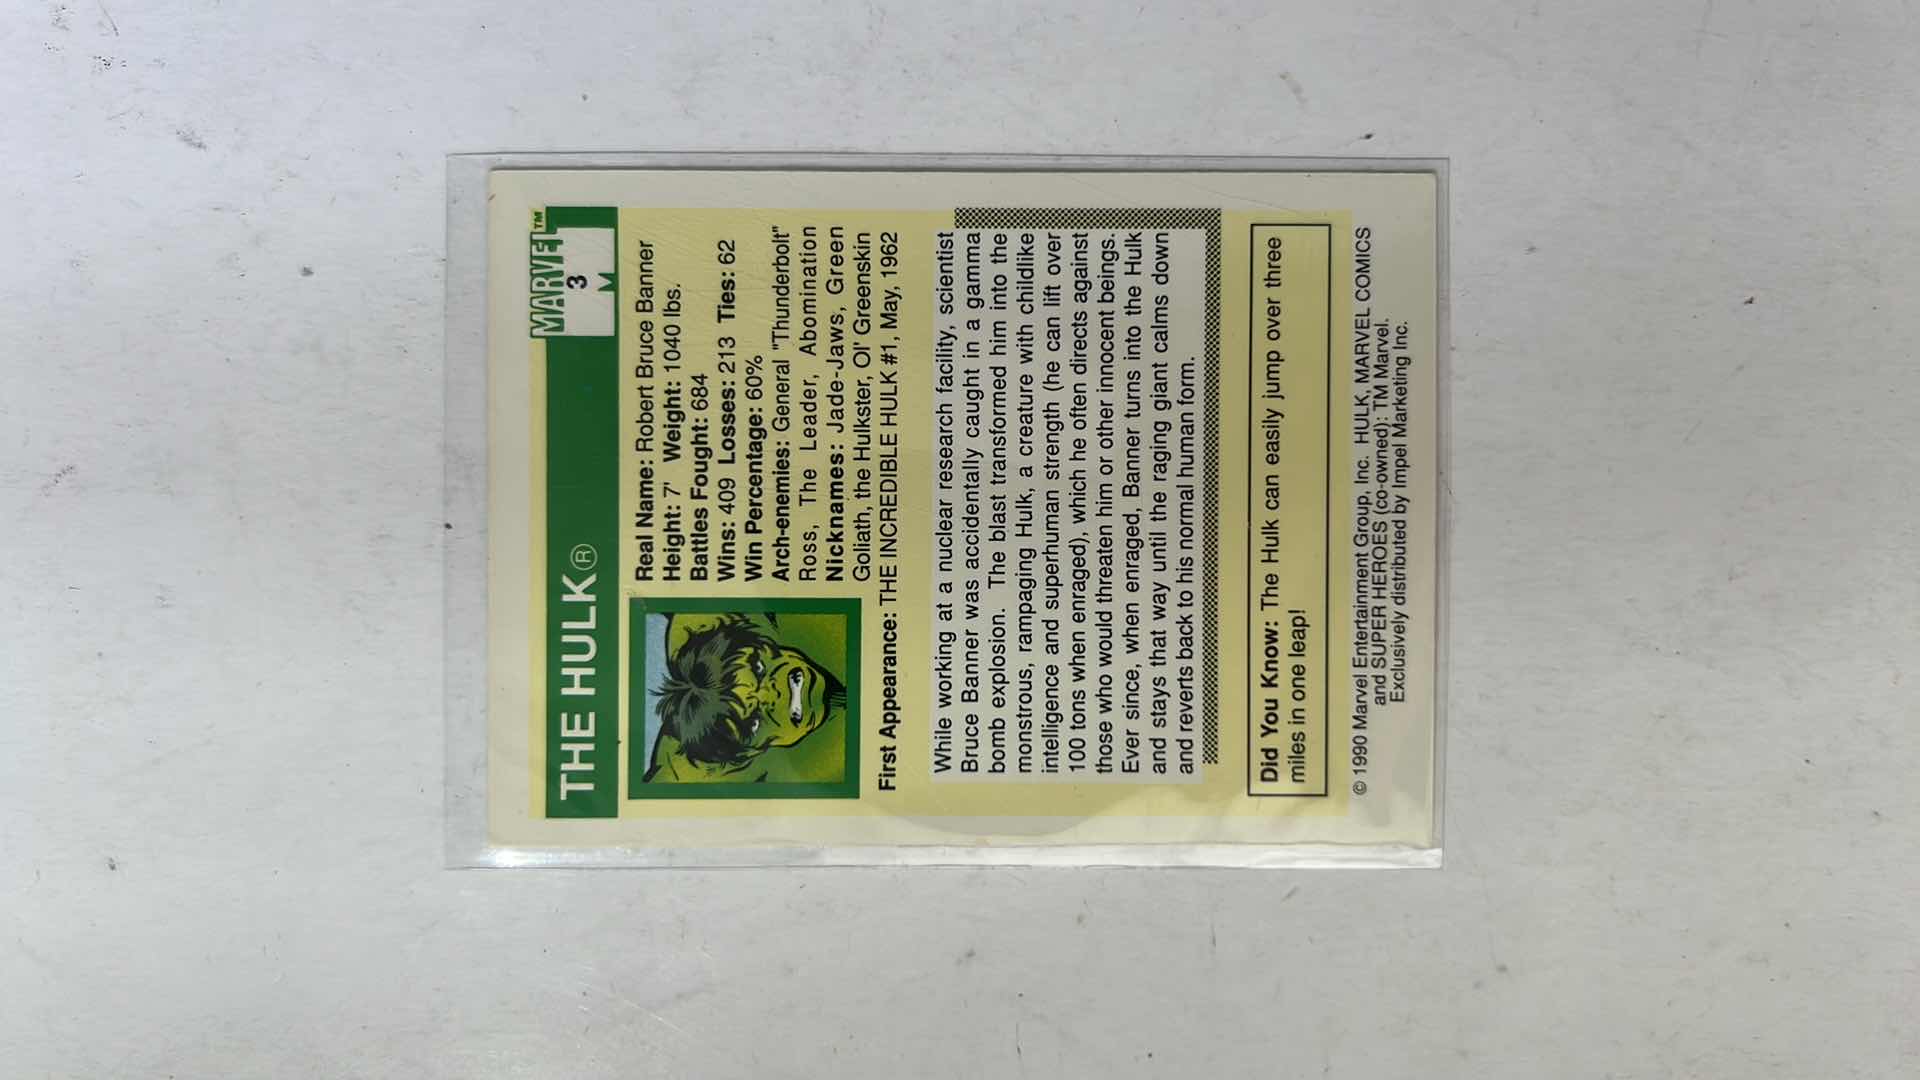 MARVEL™
3
M
THE HULK®
Real Name: Robert Bruce Banner
Height: 7' Weight: 1040 lbs.
Battles Fought: 684
Wins: 409 Losses: 213 Ties: 62
Win Percentage: 60%
Arch-enemies: General "Thunderbolt"
Ross, The Leader, Abomination
Nicknames: Jade-Jaws, Green
Goliath, the Hulkster, Ol' Greenskin
First Appearance: THE INCREDIBLE HULK #1, May, 1962
While working at a nuclear research facility, scientist
Bruce Banner was accidentally caught in a gamma
bomb explosion. The blast transformed him into the
monstrous, rampaging Hulk, a creature with childlike
intelligence and superhuman strength (he can lift over
100 tons when enraged), which he often directs against
those who would threaten him or other innocent beings.
Ever since, when enraged, Banner turns into the Hulk
and stays that way until the raging giant calms down
and reverts back to his normal human form.
Did You Know: The Hulk can easily jump over three
miles in one leap!
© 1990 Marvel Entertainment Group, Inc. HULK, MARVEL COMICS
and SUPER HEROES (co-owned): TM Marvel.
Exclusively distributed by Impel Marketing Inc.